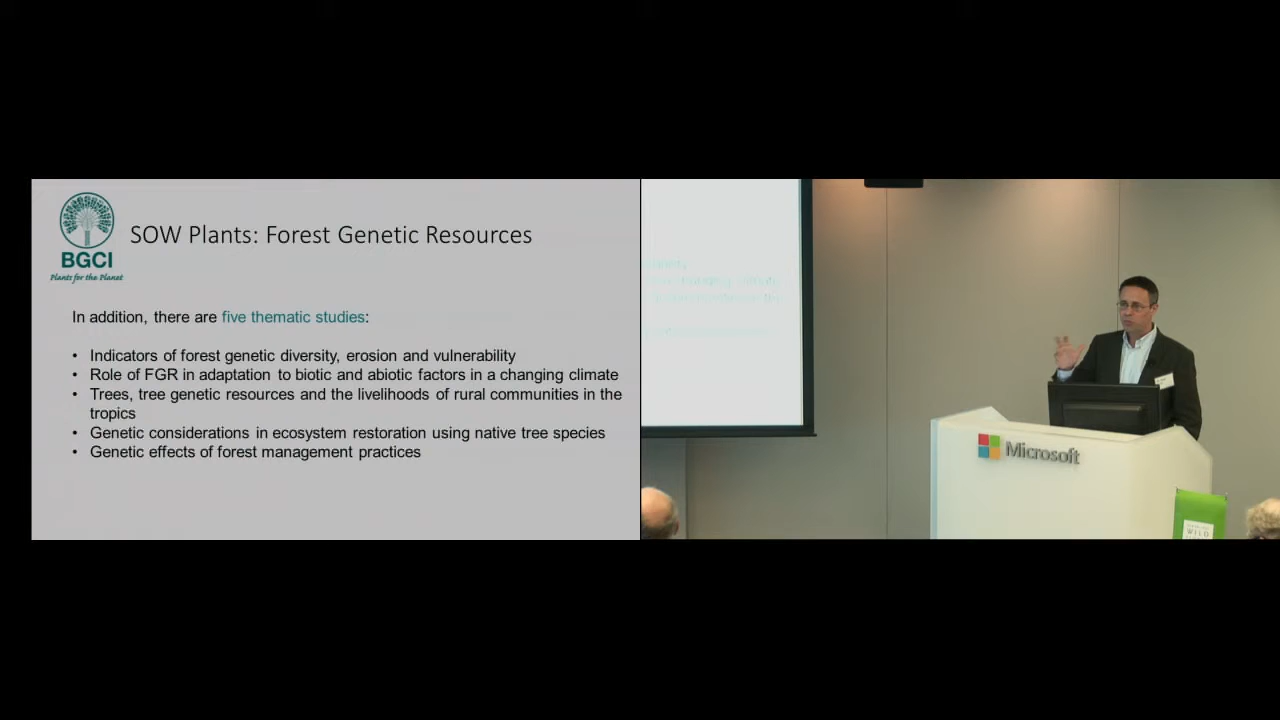 BGCI
Plants for the Planet
SOW Plants: Forest Genetic Resources
In addition, there are five thematic studies:
• Indicators of forest genetic diversity, erosion and vulnerability
• Role of FGR in adaptation to biotic and abiotic factors in a changing climate
• Trees, tree genetic resources and the livelihoods of rural communities in the
tropics
• Genetic considerations in ecosystem restoration using native tree species
• Genetic effects of forest management practices
Microsoft
WILD